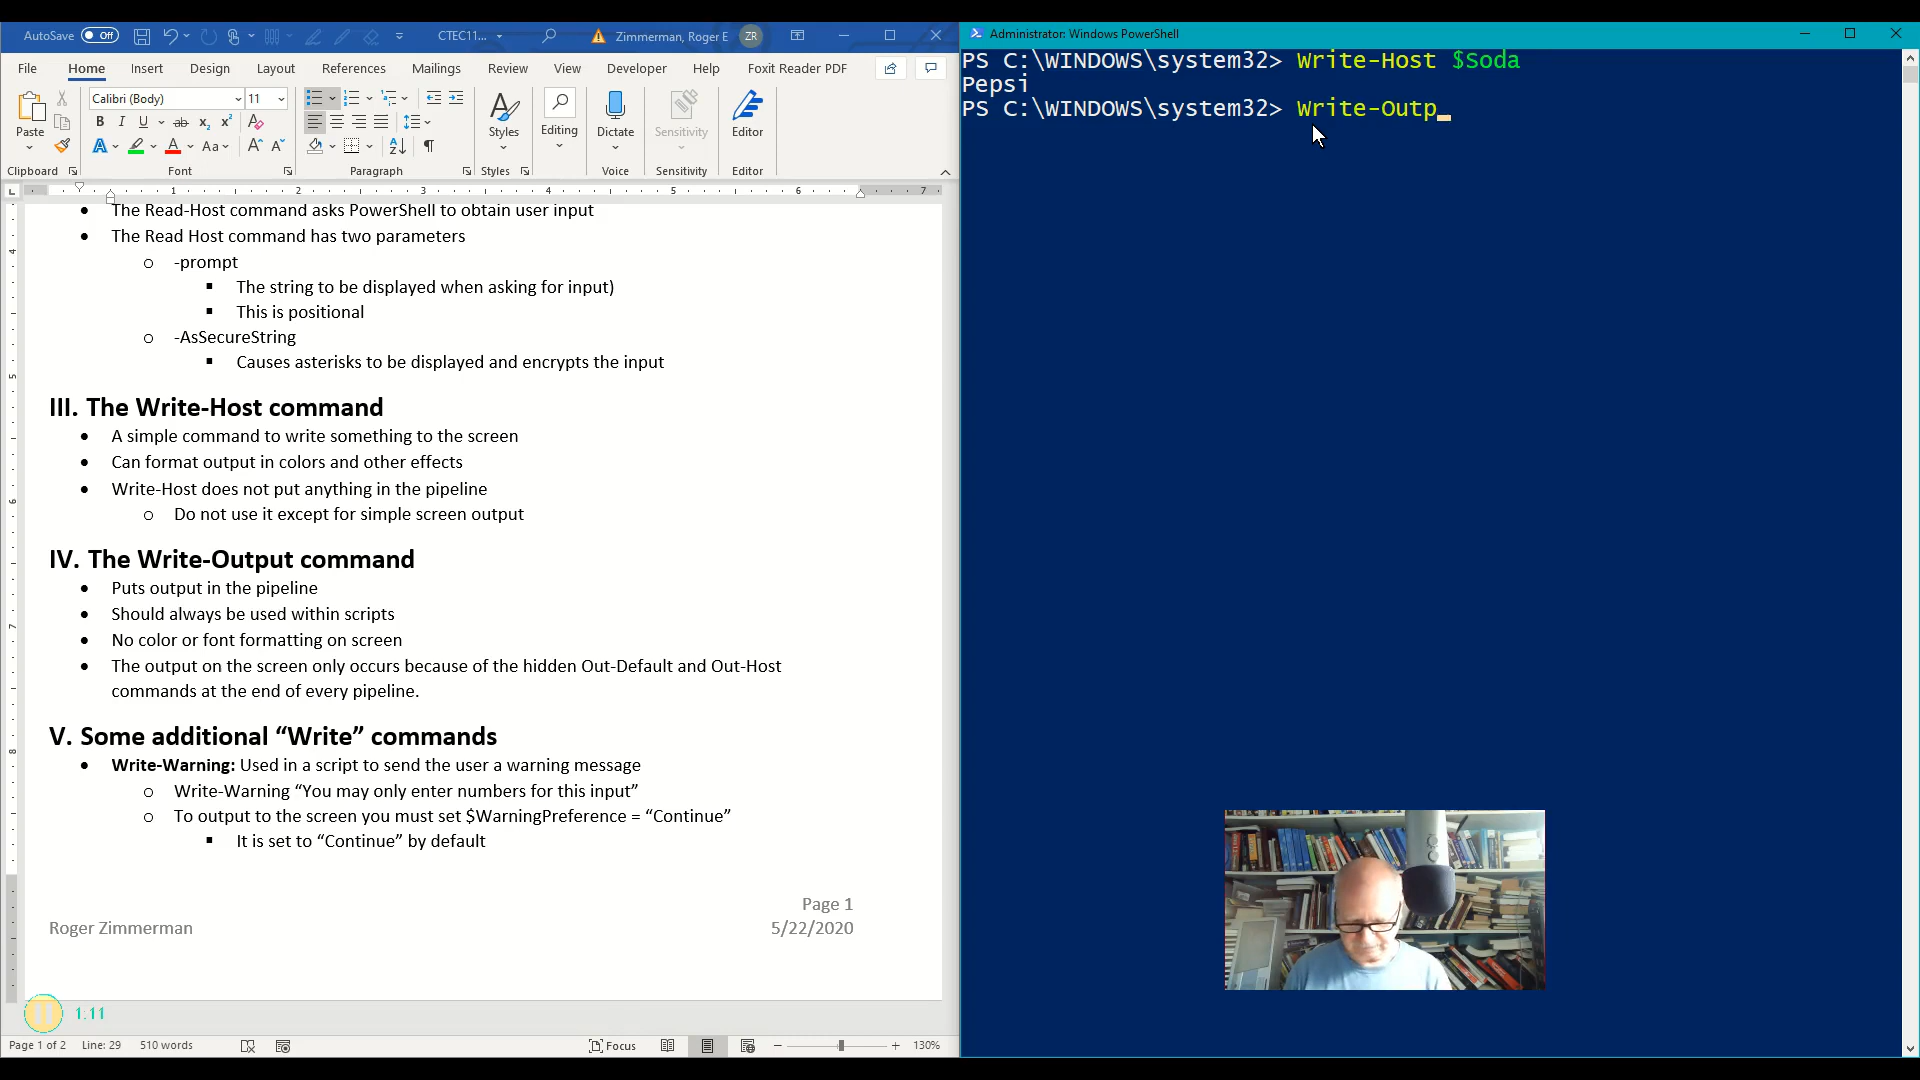 AutoSave Off CTEC11... Zimmerman, Roger E ZR
File Home Insert Design Layout References Mailings Review View Developer Help Foxit Reader PDF
Calibri (Body) 11
Paste Styles Editing Dictate Sensitivity Editor
Clipboard Font Paragraph Styles Voice Sensitivity Editor
1 2 3 4 5 6 7
• The Read-Host command asks PowerShell to obtain user input
• The Read Host command has two parameters
o -prompt
▪ The string to be displayed when asking for input)
▪ This is positional
o -AsSecureString
▪ Causes asterisks to be displayed and encrypts the input
III. The Write-Host command
• A simple command to write something to the screen
• Can format output in colors and other effects
• Write-Host does not put anything in the pipeline
o Do not use it except for simple screen output
IV. The Write-Output command
• Puts output in the pipeline
• Should always be used within scripts
• No color or font formatting on screen
• The output on the screen only occurs because of the hidden Out-Default and Out-Host
commands at the end of every pipeline.
V. Some additional “Write” commands
• Write-Warning: Used in a script to send the user a warning message
o Write-Warning “You may only enter numbers for this input”
o To output to the screen you must set $WarningPreference = “Continue”
▪ It is set to “Continue” by default
Page 1
Roger Zimmerman 5/22/2020
1:11
Page 1 of 2 Line: 29 510 words Focus 130%
Administrator: Windows PowerShell
PS C:\WINDOWS\system32> Write-Host $Soda
Pepsi
PS C:\WINDOWS\system32> Write-Outp_